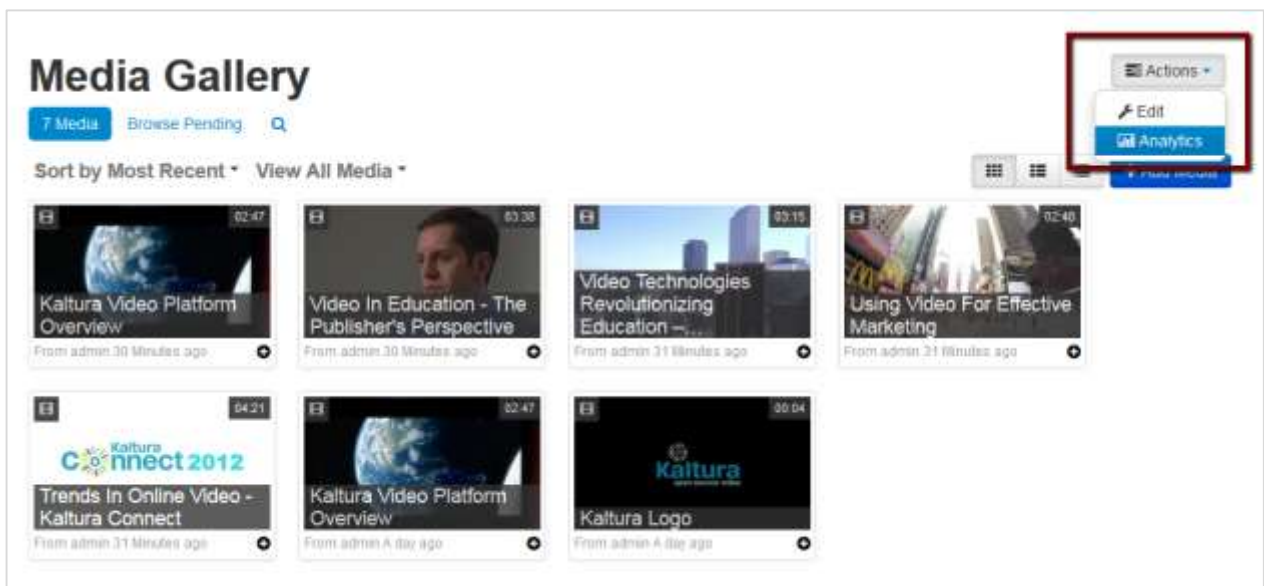 Media Gallery
Actions
Edit
Analytics
7 Media
Browse Pending
Sort by Most Recent
View All Media
Add Media
02:47
Kaltura Video Platform
Overview
From admin 30 Minutes ago
03:38
Video In Education - The
Publisher's Perspective
From admin 30 Minutes ago
03:15
Video Technologies
Revolutionizing
Education –...
From admin 31 Minutes ago
02:48
Using Video For Effective
Marketing
From admin 31 Minutes ago
04:21
Kaltura
Connect 2012
Trends In Online Video -
Kaltura Connect
From admin 31 Minutes ago
02:47
Kaltura Video Platform
Overview
From admin A day ago
00:04
Kaltura
open source video
Kaltura Logo
From admin A day ago